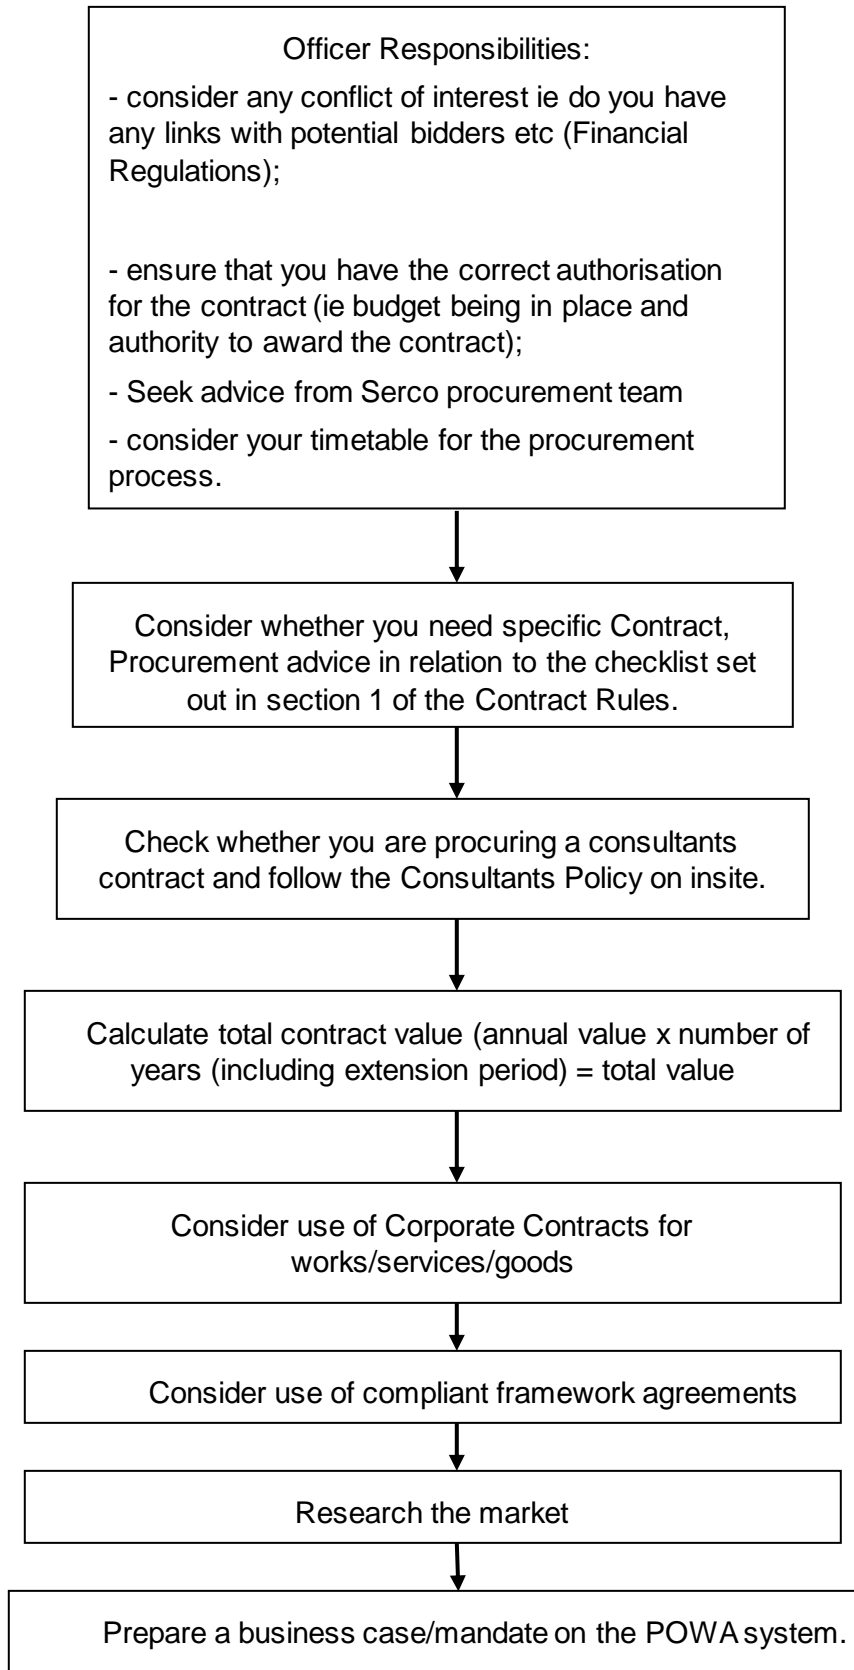 Officer Responsibilities:
- consider any conflict of interest ie do you have
any links with potential bidders etc (Financial
Regulations);
- ensure that you have the correct authorisation
for the contract (ie budget being in place and
authority to award the contract);
- Seek advice from Serco procurement team
- consider your timetable for the procurement
process.
Consider whether you need specific Contract,
Procurement advice in relation to the checklist set
out in section 1 of the Contract Rules.
Check whether you are procuring a consultants
contract and follow the Consultants Policy on insite.
Calculate total contract value (annual value x number of
years (including extension period) = total value
Consider use of Corporate Contracts for
works/services/goods
Consider use of compliant framework agreements
Research the market
Prepare a business case/mandate on the POWA system.